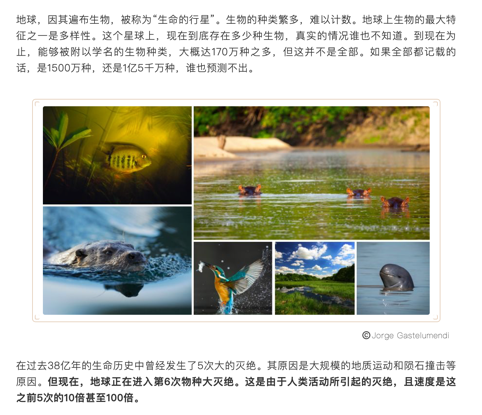 地球，因其遍布生物，被称为“生命的行星”。生物的种类繁多，难以计数。地球上生物的最大特
征之一是多样性。这个星球上，现在到底存在多少种生物，真实的情况谁也不知道。到现在为
止，能够被附以学名的生物种类，大概达170万种之多，但这并不是全部。如果全部都记载的
话，是1500万种，还是1亿5千万种，谁也预测不出。
©Jorge Gastelumendi
在过去38亿年的生命历史中曾经发生了5次大的灭绝。其原因是大规模的地质运动和陨石撞击等
原因。但现在，地球正在进入第6次物种大灭绝。这是由于人类活动所引起的灭绝，且速度是这
之前5次的10倍甚至100倍。